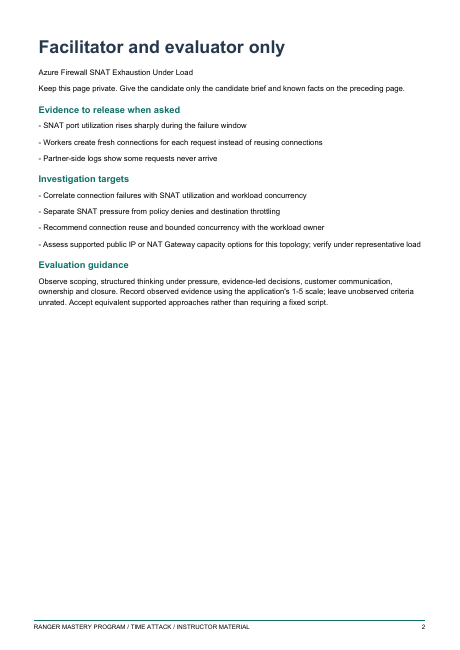 Facilitator and evaluator only
Azure Firewall SNAT Exhaustion Under Load
Keep this page private. Give the candidate only the candidate brief and known facts on the preceding page.
Evidence to release when asked
- SNAT port utilization rises sharply during the failure window
- Workers create fresh connections for each request instead of reusing connections
- Partner-side logs show some requests never arrive
Investigation targets
- Correlate connection failures with SNAT utilization and workload concurrency
- Separate SNAT pressure from policy denies and destination throttling
- Recommend connection reuse and bounded concurrency with the workload owner
- Assess supported public IP or NAT Gateway capacity options for this topology; verify under representative load
Evaluation guidance
Observe scoping, structured thinking under pressure, evidence-led decisions, customer communication,
ownership and closure. Record observed evidence using the application's 1-5 scale; leave unobserved criteria
unrated. Accept equivalent supported approaches rather than requiring a fixed script.
RANGER MASTERY PROGRAM / TIME ATTACK / INSTRUCTOR MATERIAL
2